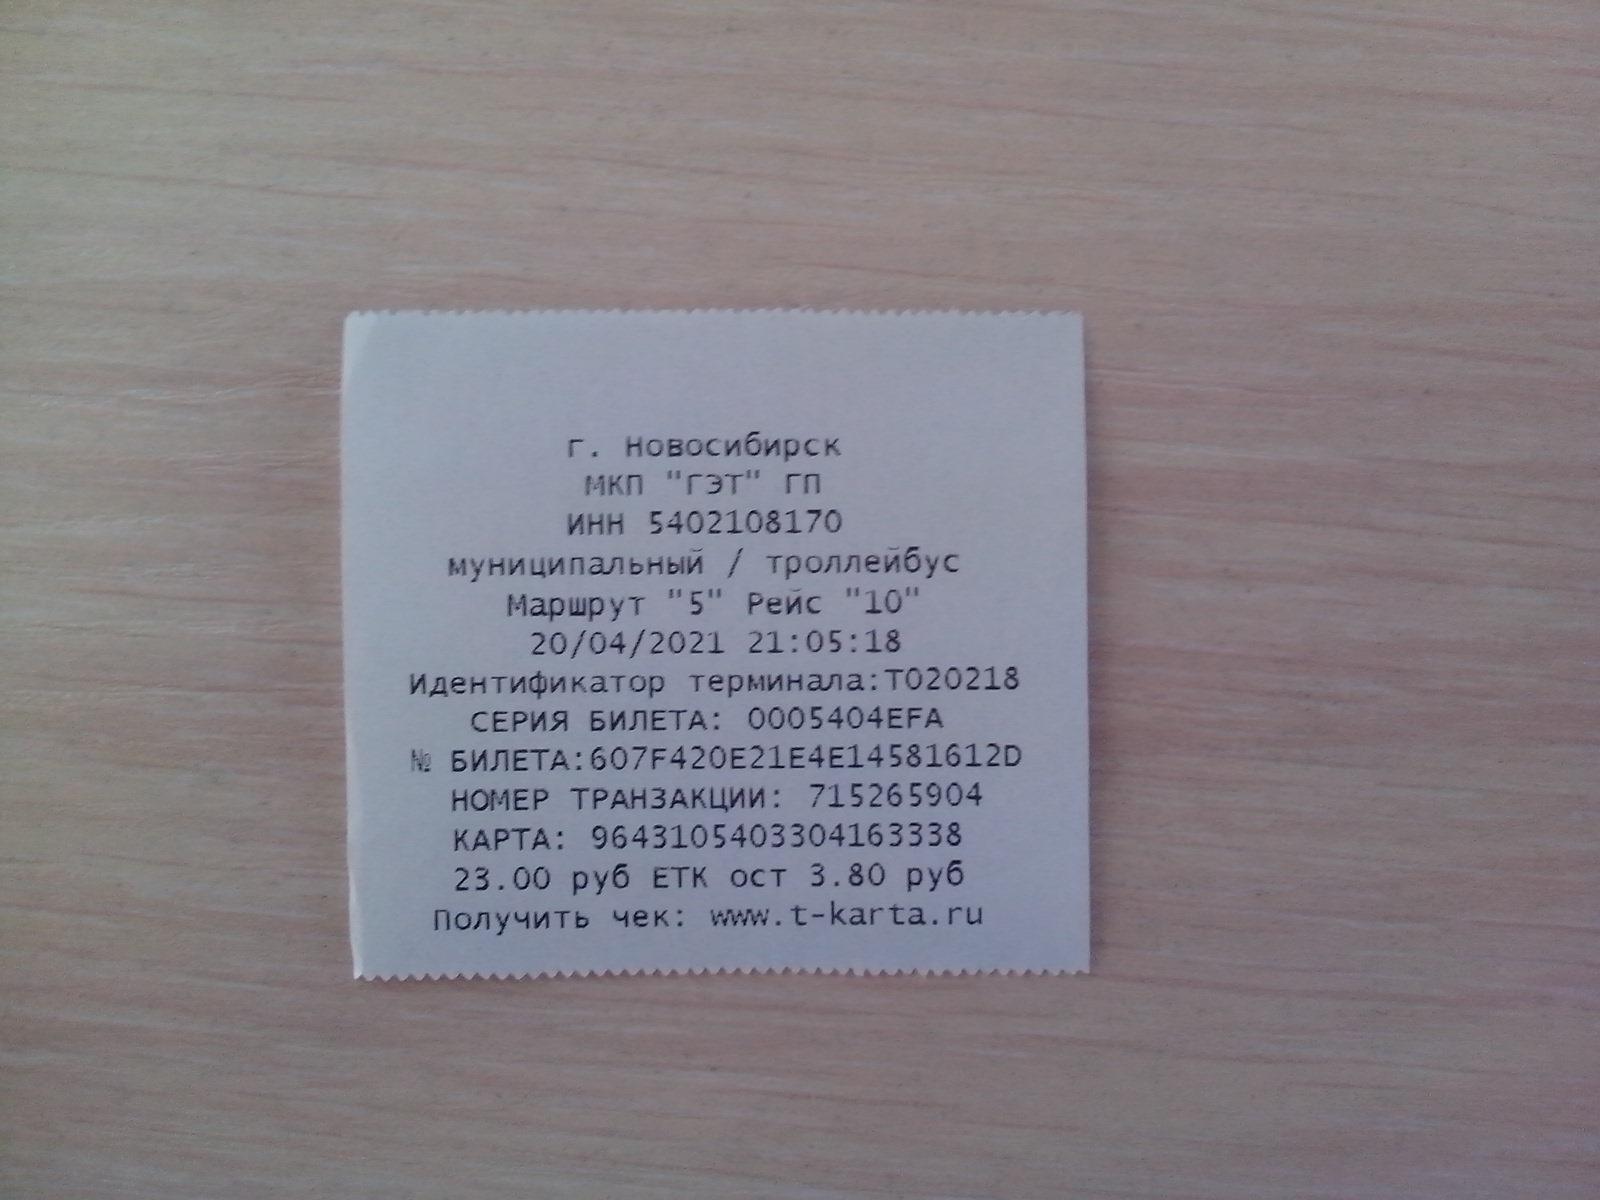 г. Новосибирск
МКП "ГЭТ" ГП
ИНН 5402108170
муниципальный / троллейбус
Маршрут "5" Рейс "10"
20/04/2021 21:05:18
Идентификатор терминала:T020218
СЕРИЯ БИЛЕТА: 0005404EFA
№ БИЛЕТА:607F420E21E4E14581612D
НОМЕР ТРАНЗАКЦИИ: 715265904
КАРТА: 9643105403304163338
23.00 руб ЕТК ост 3.80 руб
Получить чек: www.t-karta.ru